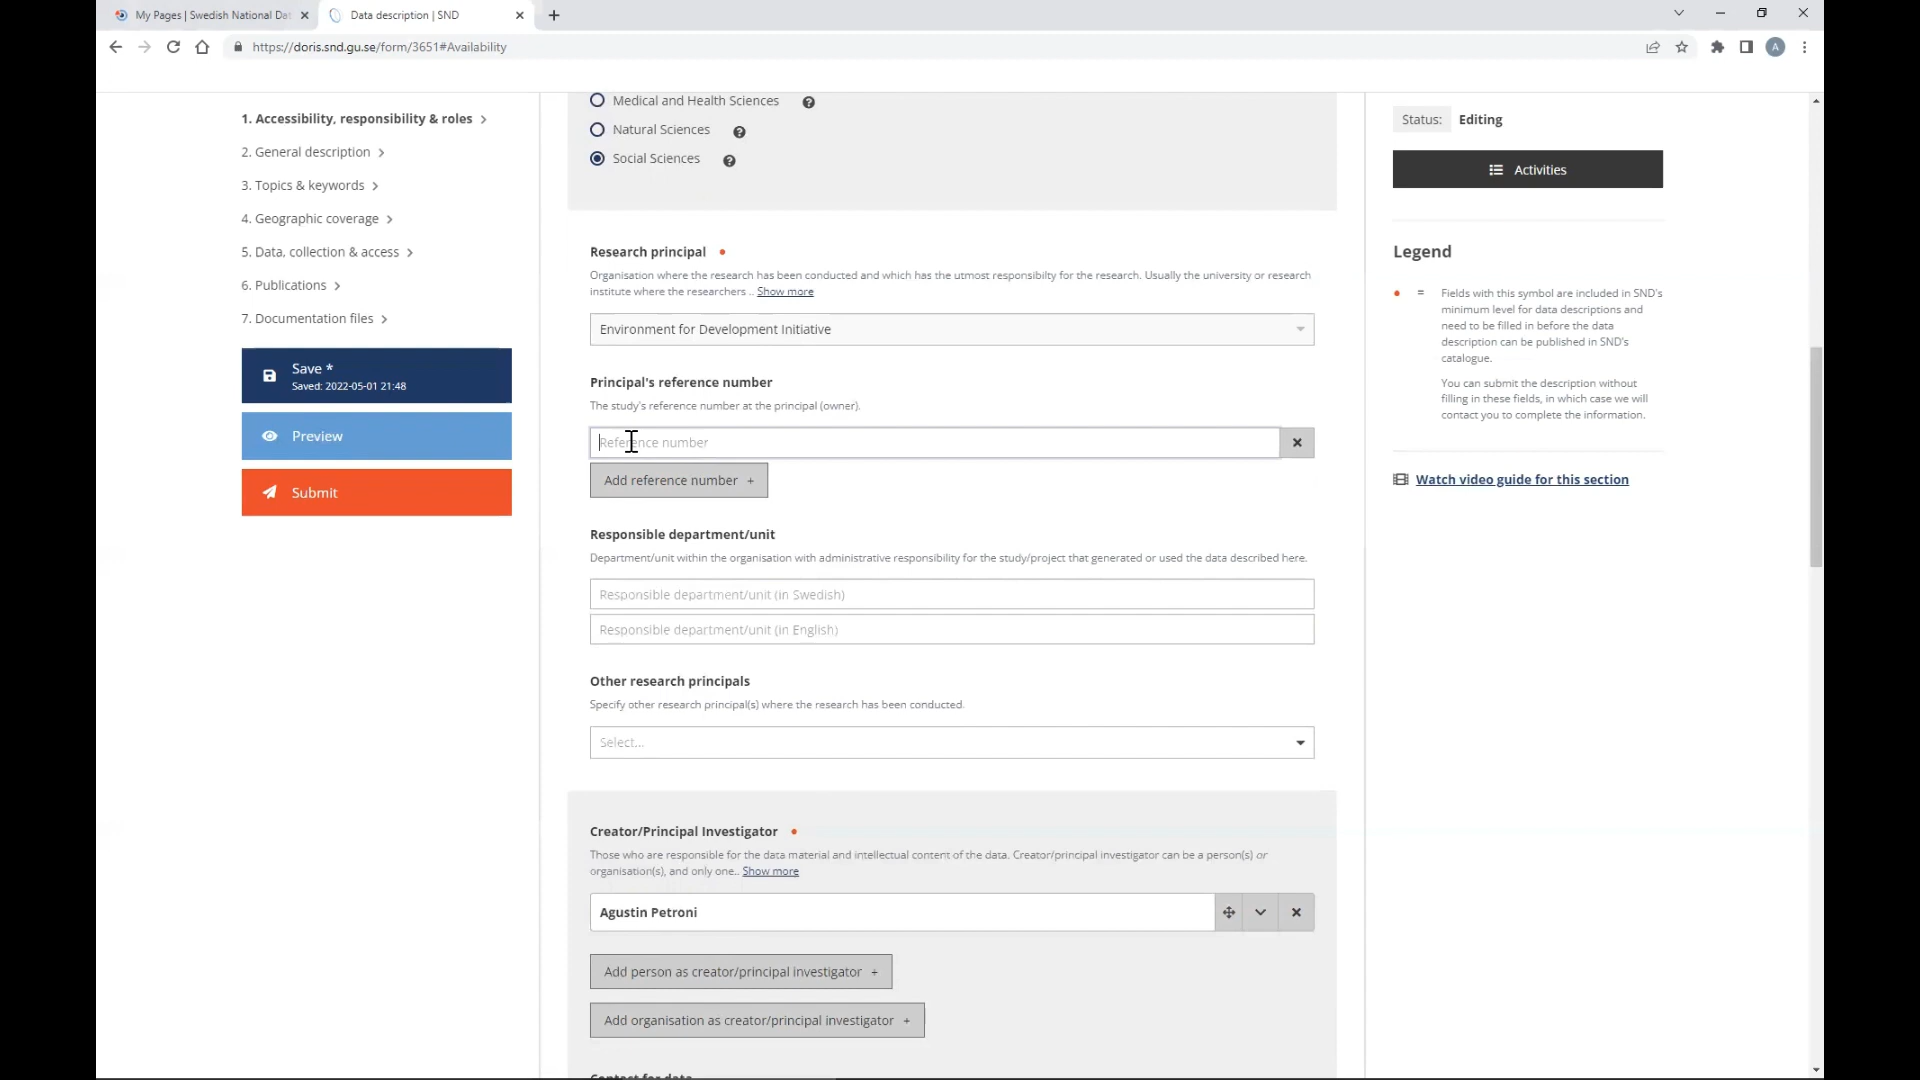 My Pages | Swedish National Dat
Data description | SND
https://doris.snd.gu.se/form/3651#Availability
A
1. Accessibility, responsibility & roles
2. General description
3. Topics & keywords
4. Geographic coverage
5. Data, collection & access
6. Publications
7. Documentation files
Save *
Saved: 2022-05-01 21:48
Preview
Submit
Medical and Health Sciences
Natural Sciences
Social Sciences
Research principal
Organisation where the research has been conducted and which has the utmost responsibilty for the research. Usually the university or research
institute where the researchers .. Show more
Environment for Development Initiative
Principal's reference number
The study's reference number at the principal (owner).
Reference number
Add reference number +
Responsible department/unit
Department/unit within the organisation with administrative responsibility for the study/project that generated or used the data described here.
Responsible department/unit (in Swedish)
Responsible department/unit (in English)
Other research principals
Specify other research principal(s) where the research has been conducted.
Select...
Creator/Principal Investigator
Those who are responsible for the data material and intellectual content of the data. Creator/principal investigator can be a person(s) or
organisation(s), and only one.. Show more
Agustin Petroni
Add person as creator/principal investigator +
Add organisation as creator/principal investigator +
Contact for data
Status: Editing
Activities
Legend
= Fields with this symbol are included in SND's
minimum level for data descriptions and
need to be filled in before the data
description can be published in SND's
catalogue.
You can submit the description without
filling in these fields, in which case we will
contact you to complete the information.
Watch video guide for this section